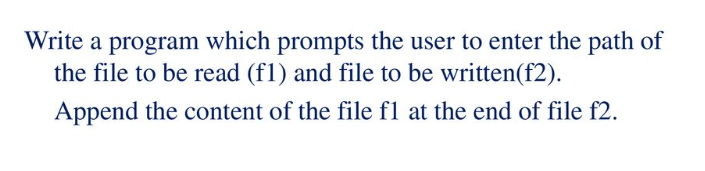 Write a program which prompts the user to enter the path of
the file to be read (f1) and file to be written(f2).
Append the content of the file f1 at the end of file f2.